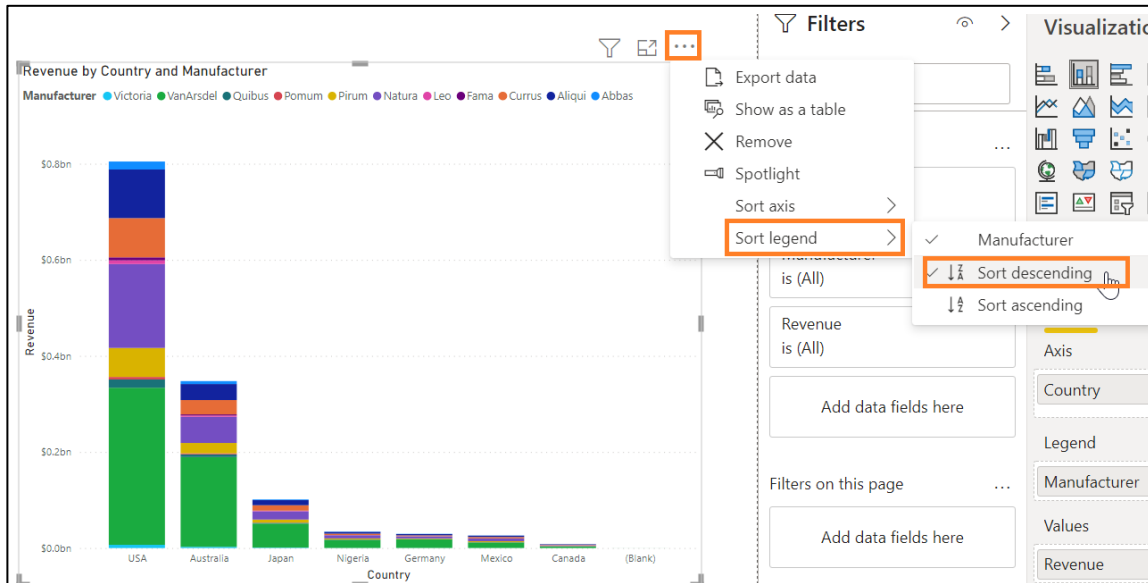 Revenue by Country and Manufacturer
Manufacturer Victoria VanArsdel Quibus Pomum Pirum Natura Leo Fama Currus Aliqui Abbas
$0.8bn
$0.6bn
$0.4bn
$0.2bn
$0.0bn
Revenue
USA Australia Japan Nigeria Germany Mexico Canada (Blank)
Country
...
Export data
Show as a table
Remove
Spotlight
Sort axis
Sort legend
Manufacturer
Sort descending
Sort ascending
Filters
...
is (All)
Revenue
is (All)
Add data fields here
Filters on this page ...
Add data fields here
Axis
Country
Legend
Manufacturer
Values
Revenue